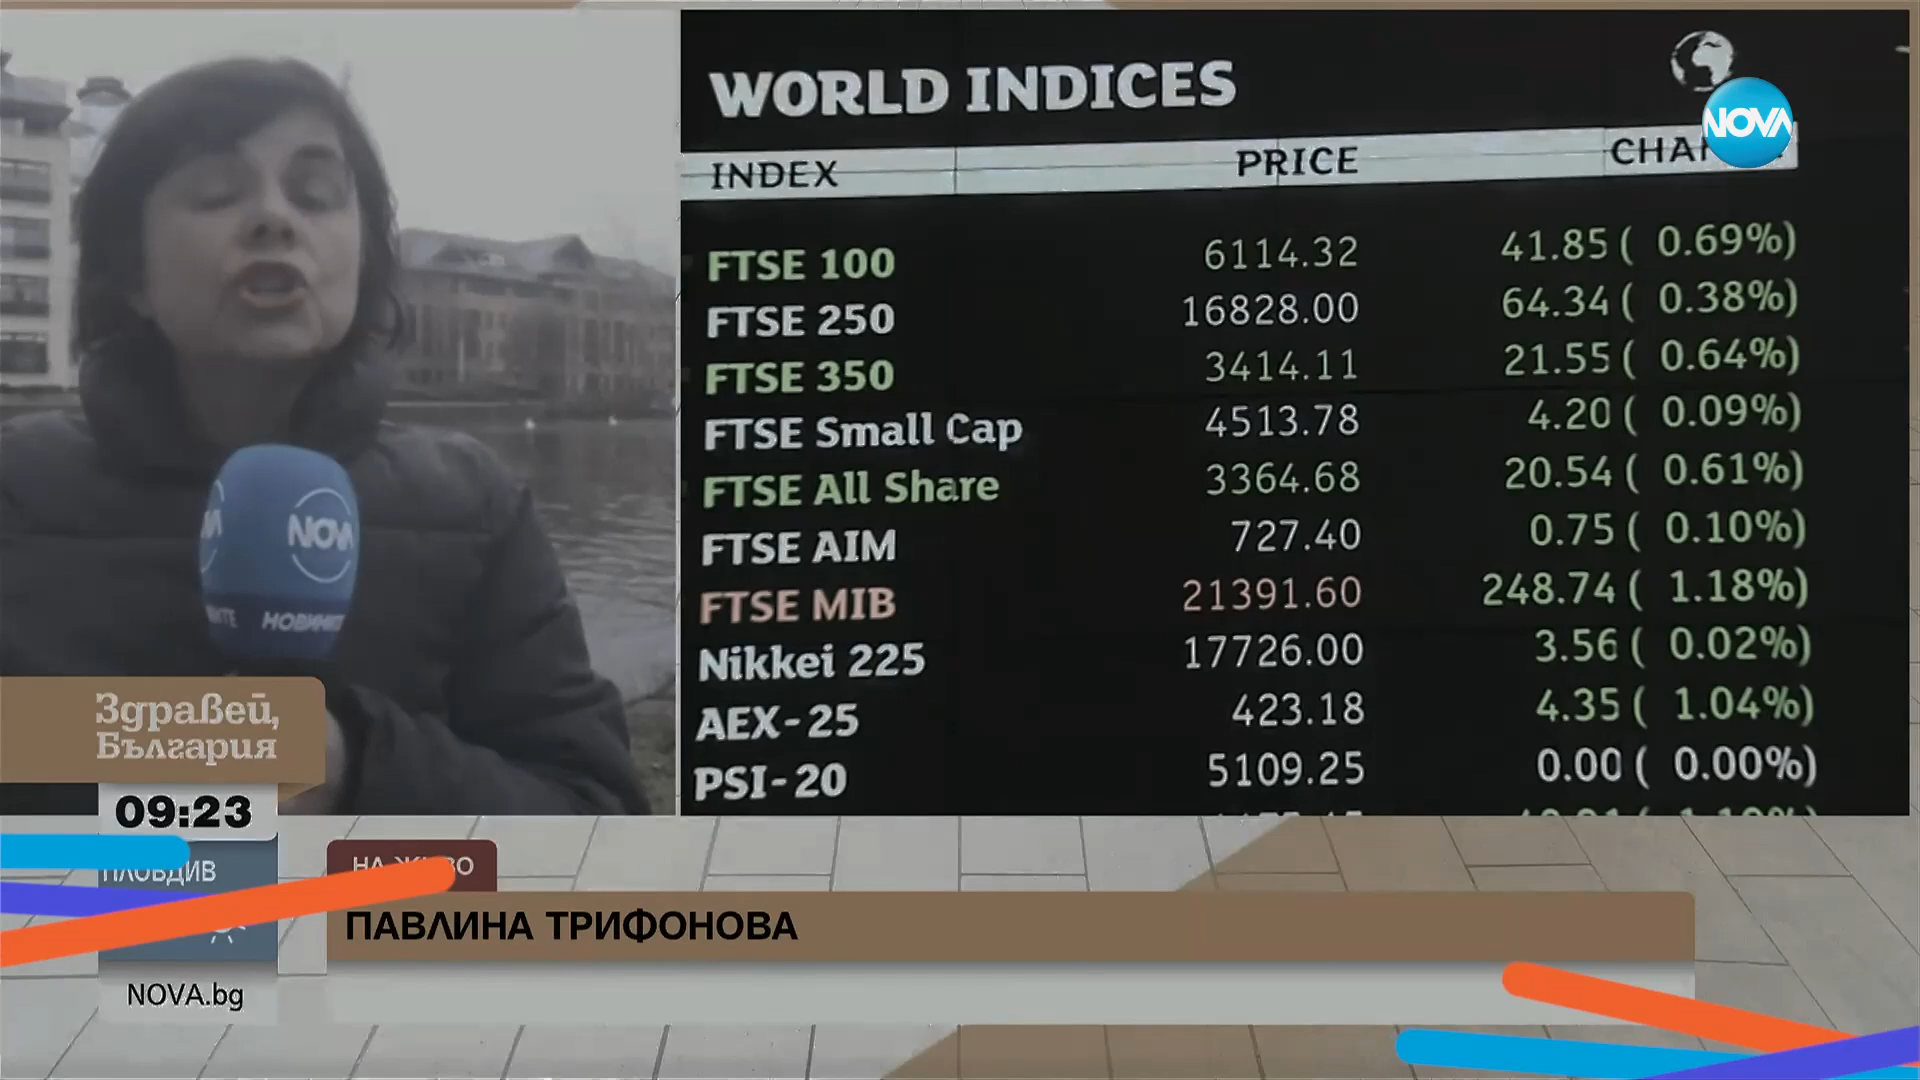 WORLD INDICES
NOVA
INDEX PRICE
FTSE 100 6114.32 41.85 ( 0.69%)
FTSE 250 16828.00 64.34 ( 0.38%)
FTSE 350 3414.11 21.55 ( 0.64%)
FTSE Small Cap 4513.78 4.20 ( 0.09%)
FTSE All Share 3364.68 20.54 ( 0.61%)
FTSE AIM 727.40 0.75 ( 0.10%)
FTSE MIB 21391.60 248.74 ( 1.18%)
Nikkei 225 17726.00 3.56 ( 0.02%)
AEX-25 423.18 4.35 ( 1.04%)
PSI-20 5109.25 0.00 ( 0.00%)
NOVA
НОВИНИТЕ
Здравей,
България
09:23
ПЛОВДИВ
НА ЖИВО
ПАВЛИНА ТРИФОНОВА
NOVA.bg